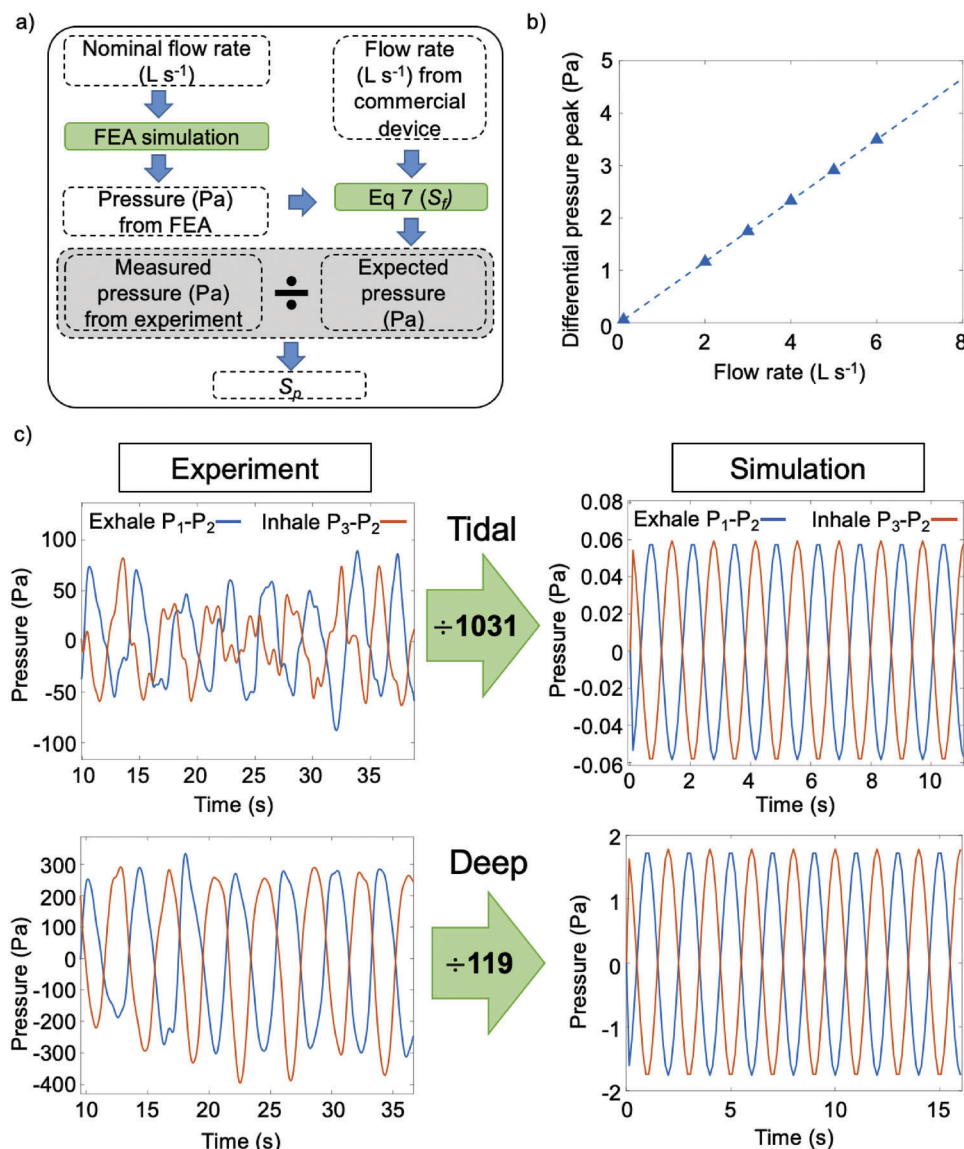 a)
Nominal flow rate
(L s⁻¹)
FEA simulation
Pressure (Pa)
from FEA
Flow rate
(L s⁻¹) from
commercial
device
Eq 7 (Sf)
Measured
pressure (Pa)
from experiment
÷
Expected
pressure
(Pa)
Sp
b)
Differential pressure peak (Pa)
5
4
3
2
1
0
0
2
4
6
8
Flow rate (L s⁻¹)
c)
Experiment
Exhale P₁-P₂
Inhale P₃-P₂
Pressure (Pa)
100
50
0
-50
-100
10 15 20 25 30 35
Time (s)
Tidal
÷1031
Simulation
Exhale P₁-P₂
Inhale P₃-P₂
Pressure (Pa)
0.08
0.06
0.04
0.02
0
-0.02
-0.04
-0.06
0 2 4 6 8 10
Time (s)
Pressure (Pa)
300
200
100
0
-100
-200
-300
-400
10 15 20 25 30 35
Time (s)
Deep
÷119
Pressure (Pa)
2
1
0
-1
-2
0 5 10 15
Time (s)